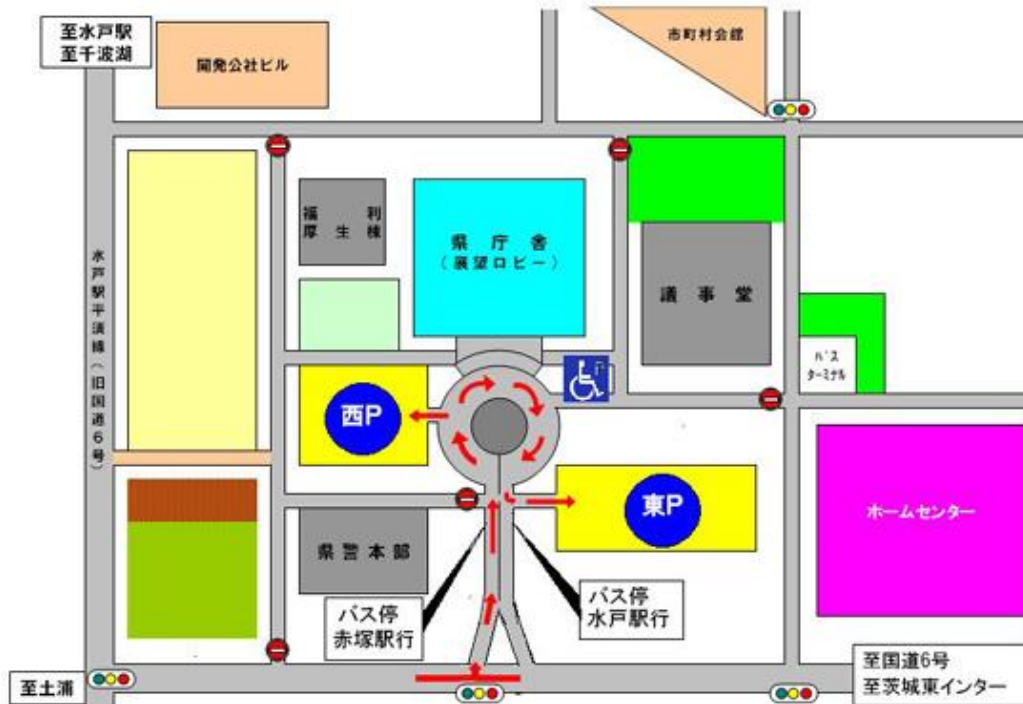 至水戸駅
至千波湖
開発公社ビル
市町村会館
福利
厚生棟
県庁舎
(展望ロビー)
議事堂
水戸駅平須線(旧国道6号)
バス
ターミナル
西P
P
東P
ホームセンター
県警本部
バス停
赤塚駅行
バス停
水戸駅行
至土浦
至国道6号
至茨城東インター